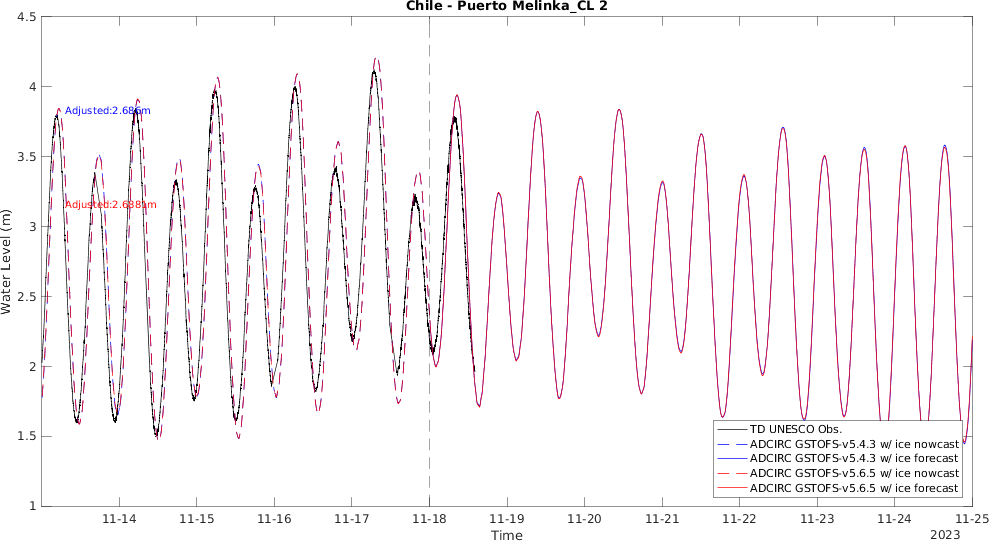 Chile - Puerto Melinka_CL 2
Water Level (m)
4.5
4
3.5
3
2.5
2
1.5
1
Adjusted:2.686m
Adjusted:2.6881m
TD UNESCO Obs.
ADCIRC GSTOFS-v5.4.3 w/ ice nowcast
ADCIRC GSTOFS-v5.4.3 w/ ice forecast
ADCIRC GSTOFS-v5.6.5 w/ ice nowcast
ADCIRC GSTOFS-v5.6.5 w/ ice forecast
11-14 11-15 11-16 11-17 11-18 11-19 11-20 11-21 11-22 11-23 11-24 11-25
Time
2023